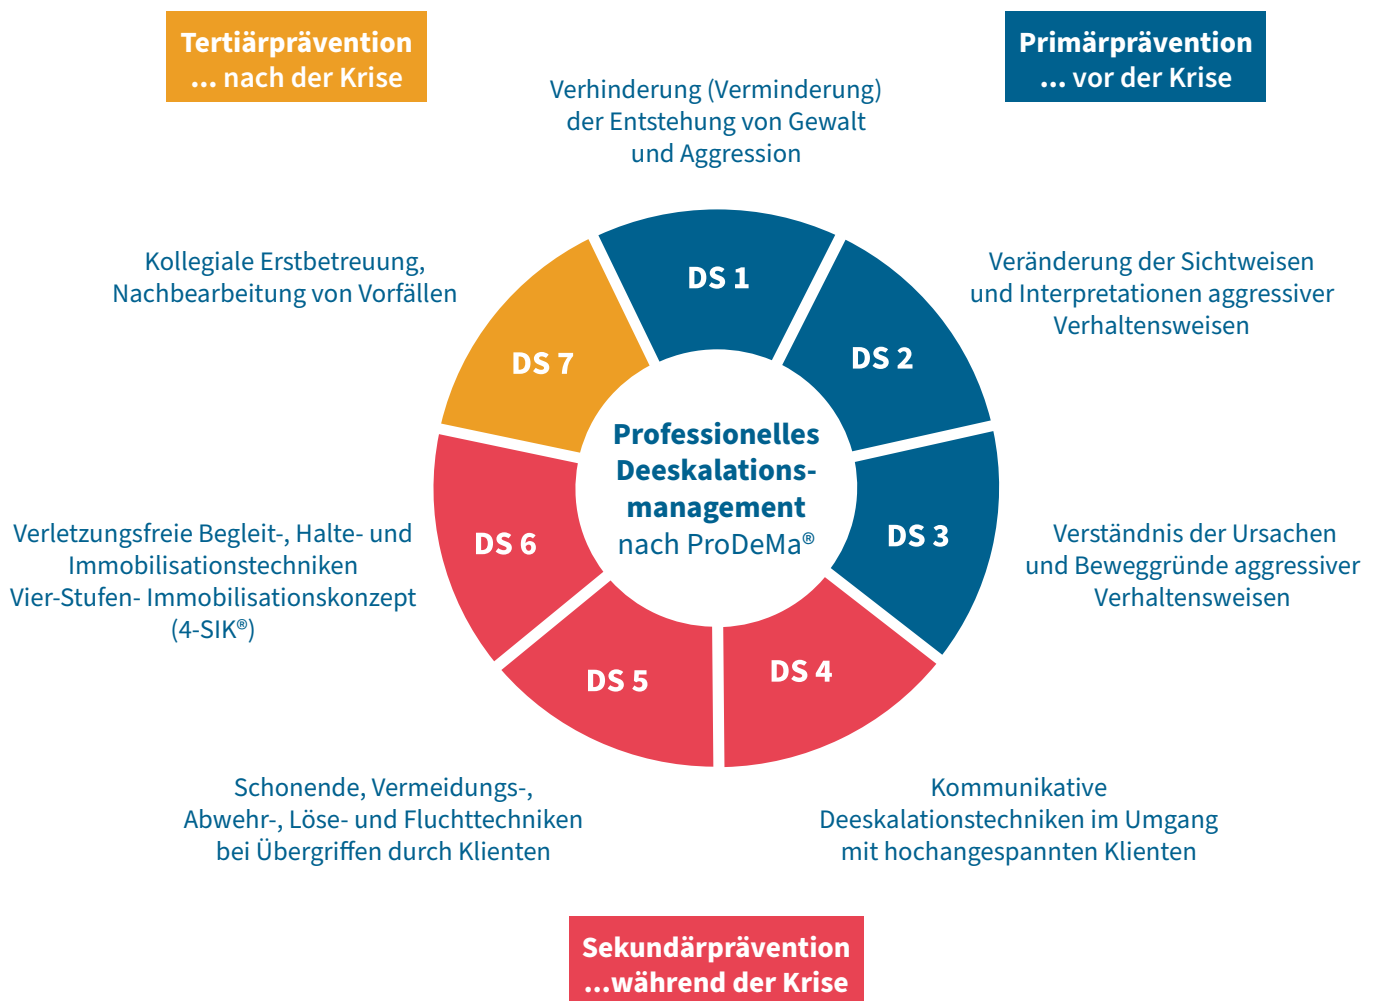 Tertiärprävention
... nach der Krise
Primärprävention
... vor der Krise
Verhinderung (Verminderung)
der Entstehung von Gewalt
und Aggression
Kollegiale Erstbetreuung,
Nachbearbeitung von Vorfällen
Veränderung der Sichtweisen
und Interpretationen aggressiver
Verhaltensweisen
DS 1
DS 2
DS 7
Professionelles
Deeskalations-
management
nach ProDeMa®
DS 3
DS 6
Verletzungsfreie Begleit-, Halte- und
Immobilisationstechniken
Vier-Stufen- Immobilisationskonzept
(4-SIK®)
Verständnis der Ursachen
und Beweggründe aggressiver
Verhaltensweisen
DS 5
DS 4
Schonende, Vermeidungs-,
Abwehr-, Löse- und Fluchttechniken
bei Übergriffen durch Klienten
Kommunikative
Deeskalationstechniken im Umgang
mit hochangespannten Klienten
Sekundärprävention
...während der Krise